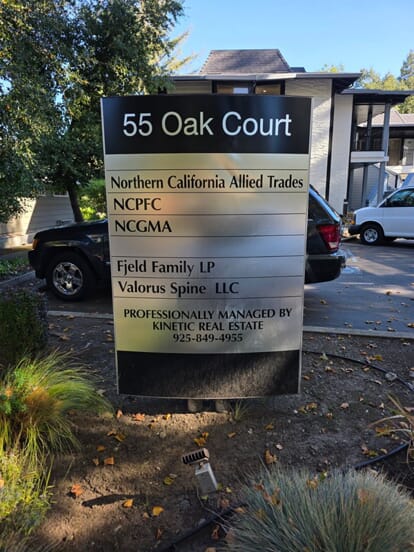 55 Oak Court
Northern California Allied Trades
NCPFC
NCGMA
Fjeld Family LP
Valorus Spine LLC
PROFESSIONALLY MANAGED BY
KINETIC REAL ESTATE
925-849-4955